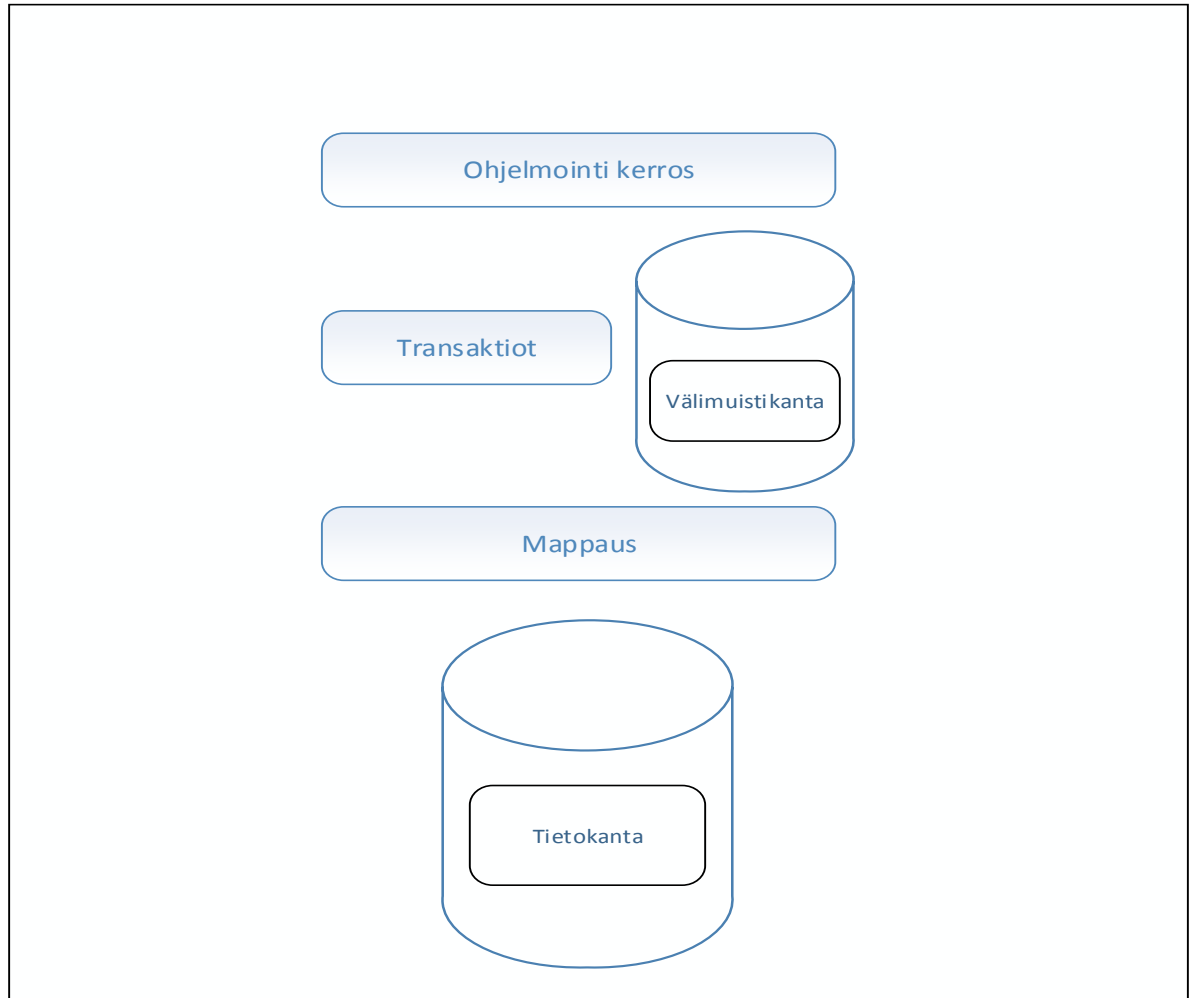 Ohjelmointi kerros
Transaktiot
Välimuistikanta
Mappaus
Tietokanta